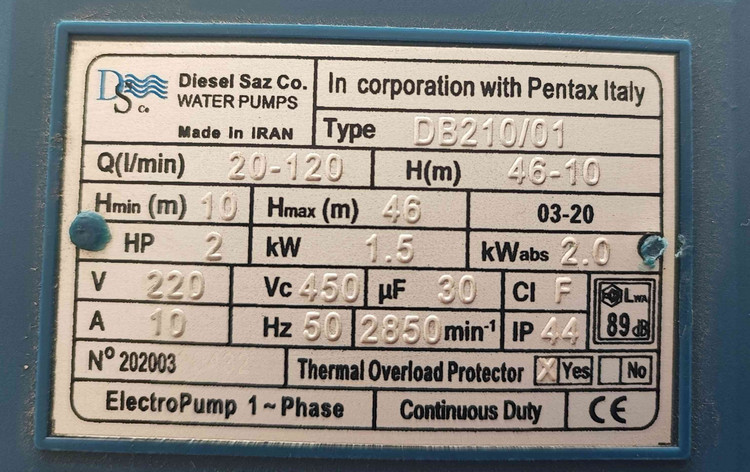 DS Co
Diesel Saz Co.
WATER PUMPS
Made In IRAN
In corporation with Pentax Italy
Type DB210/01
Q(l/min) 20-120 H(m) 46-10
Hmin (m) 10 Hmax (m) 46 03-20
HP 2 kW 1.5 kWabs 2.0
V 220 Vc 450 µF 30 Cl F
A 10 Hz 50 2850 min-1 IP 44
LWA
89 dB
Nº 202003 Thermal Overload Protector X Yes No
ElectroPump 1~Phase Continuous Duty CE